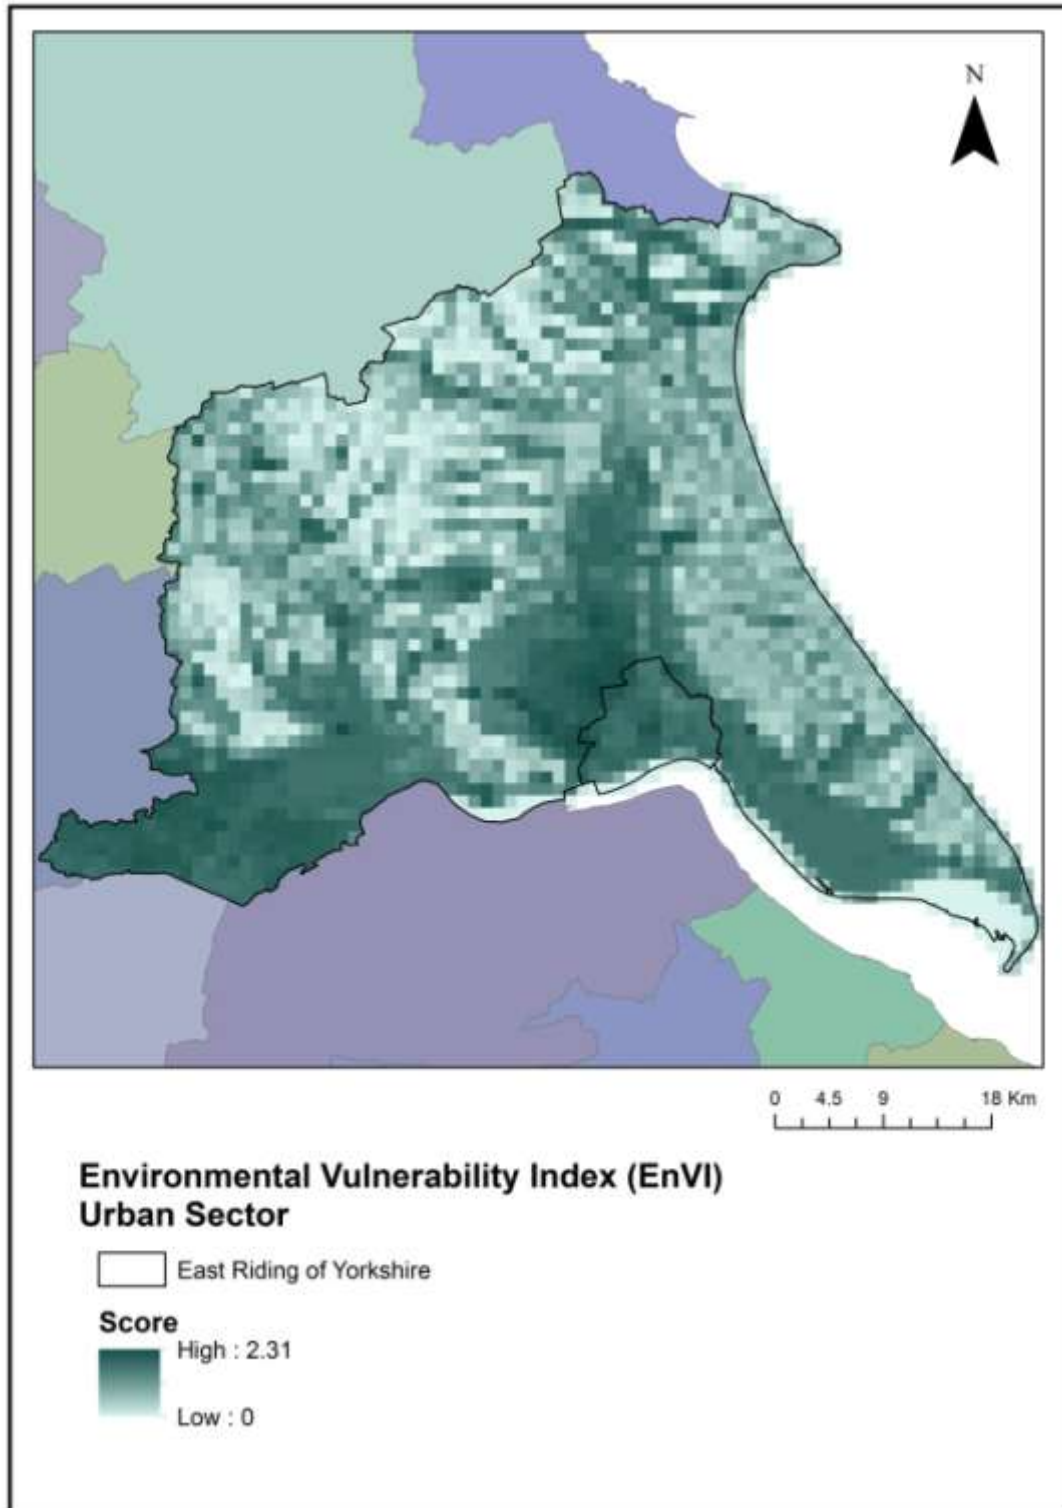 N
0 4.5 9 18 Km
Environmental Vulnerability Index (EnVI)
Urban Sector
East Riding of Yorkshire
Score
High : 2.31
Low : 0